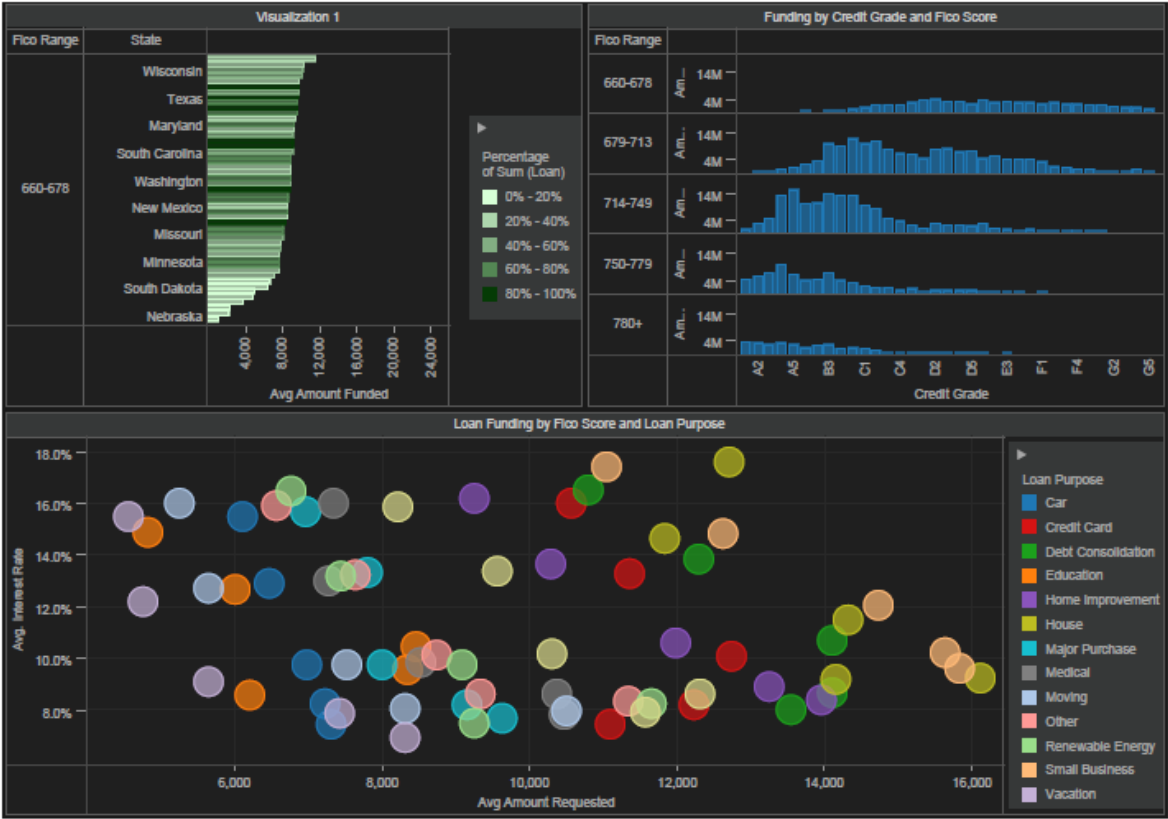 Visualization 1
Fico Range State
Wisconsin
Texas
Maryland
South Carolina
Washington
New Mexico
Missouri
Minnesota
South Dakota
Nebraska
660-678
4,000 8,000 12,000 16,000 20,000 24,000
Avg Amount Funded
Percentage
of Sum (Loan)
0% - 20%
20% - 40%
40% - 60%
60% - 80%
80% - 100%
Funding by Credit Grade and Fico Score
Fico Range
660-678 Am... 14M 4M
679-713 Am... 14M 4M
714-749 Am... 14M 4M
750-779 Am... 14M 4M
780+ Am... 14M 4M
A2 A5 B3 C1 C4 D2 D5 E3 F1 F4 G2 G5
Credit Grade
Loan Funding by Fico Score and Loan Purpose
18.0%
16.0%
14.0%
12.0%
10.0%
8.0%
Avg. Interest Rate
6,000 8,000 10,000 12,000 14,000 16,000
Avg Amount Requested
Loan Purpose
Car
Credit Card
Debt Consolidation
Education
Home Improvement
House
Major Purchase
Medical
Moving
Other
Renewable Energy
Small Business
Vacation